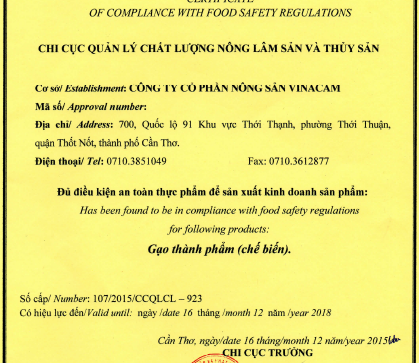 CERTIFICATE
OF COMPLIANCE WITH FOOD SAFETY REGULATIONS
CHI CỤC QUẢN LÝ CHẤT LƯỢNG NÔNG LÂM SẢN VÀ THỦY SẢN
Cơ sở/ Establishment: CÔNG TY CỔ PHẦN NÔNG SẢN VINACAM
Mã số/ Approval number:
Địa chỉ/ Address: 700, Quốc lộ 91 Khu vực Thới Thạnh, phường Thới Thuận,
quận Thốt Nốt, thành phố Cần Thơ.
Điện thoại/ Tel: 0710.3851049 Fax: 0710.3612877
Đủ điều kiện an toàn thực phẩm để sản xuất kinh doanh sản phẩm:
Has been found to be in compliance with food safety regulations
for following products:
Gạo thành phẩm (chế biến).
Số cấp/ Number: 107/2015/CCQLCL – 923
Có hiệu lực đến/Valid until: ngày /date 16 tháng /month 12 năm /year 2018
Cần Thơ, ngày/date 16 tháng/month 12 năm/year 2015
CHI CỤC TRƯỞNG